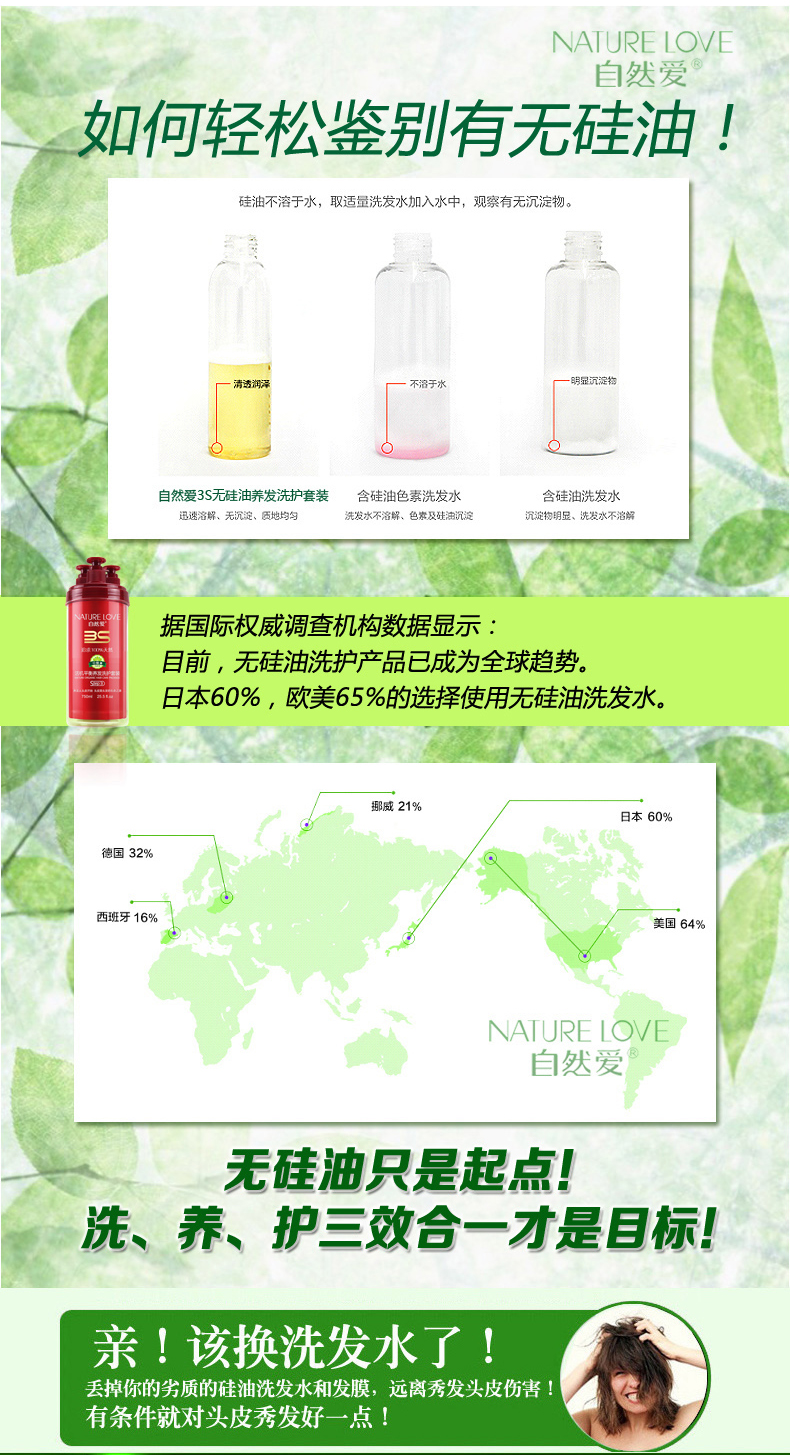 NATURE LOVE
自然爱®
如何轻松鉴别有无硅油！
硅油不溶于水，取适量洗发水加入水中，观察有无沉淀物。
清透润泽
不溶于水
明显沉淀物
自然爱3S无硅油养发洗护套装
含硅油色素洗发水
含硅油洗发水
迅速溶解、无沉淀、质地均匀
洗发水不溶解、色素及硅油沉淀
沉淀物明显、洗发水不溶解
NATURE LOVE
自然爱
3S
据国际权威调查机构数据显示：
目前，无硅油洗护产品已成为全球趋势。
日本60%，欧美65%的选择使用无硅油洗发水。
挪威 21%
日本 60%
德国 32%
西班牙 16%
美国 64%
NATURE LOVE
自然爱®
无硅油只是起点！
洗、养、护三效合一才是目标！
亲！该换洗发水了！
丢掉你的劣质的硅油洗发水和发膜，远离秀发头皮伤害！
有条件就对头皮秀发好一点！